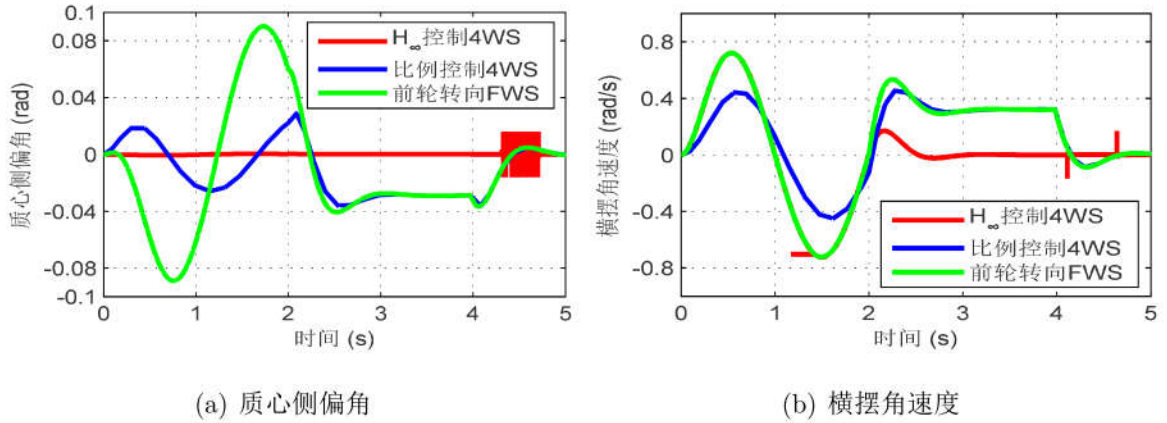 0.1
0.08
0.04
0
-0.04
-0.08
-0.1
质心侧偏角 (rad)
H∞控制4WS
比例控制4WS
前轮转向FWS
0 1 2 3 4 5
时间 (s)
(a) 质心侧偏角
0.8
0.4
0
-0.4
-0.8
横摆角速度 (rad/s)
H∞控制4WS
比例控制4WS
前轮转向FWS
0 1 2 3 4 5
时间 (s)
(b) 横摆角速度